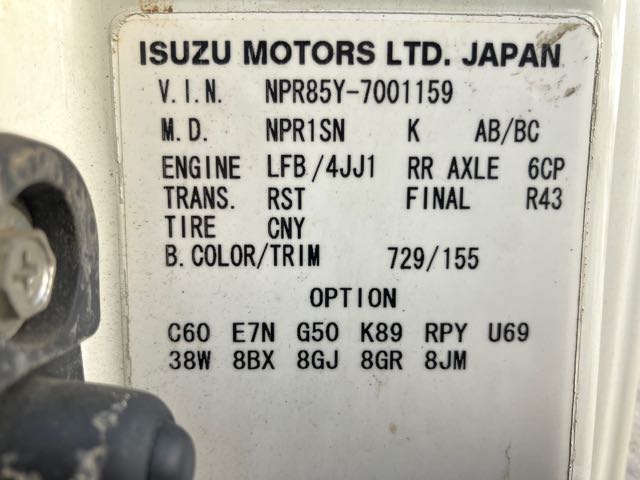 ISUZU MOTORS LTD. JAPAN
V.I.N. NPR85Y-7001159
M.D. NPR1SN K AB/BC
ENGINE LFB/4JJ1 RR AXLE 6CP
TRANS. RST FINAL R43
TIRE CNY
B.COLOR/TRIM 729/155
OPTION
C60 E7N G50 K89 RPY U69
38W 8BX 8GJ 8GR 8JM